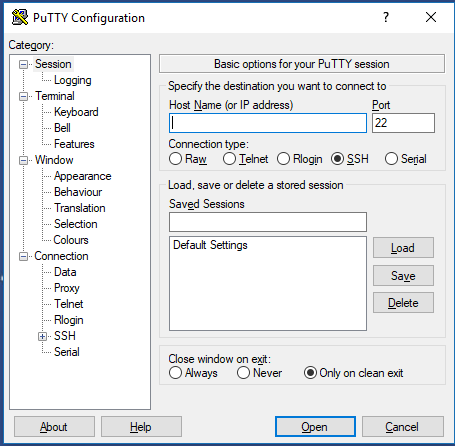 PuTTY Configuration
? ×
Category:
Session
Logging
Terminal
Keyboard
Bell
Features
Window
Appearance
Behaviour
Translation
Selection
Colours
Connection
Data
Proxy
Telnet
Rlogin
SSH
Serial
Basic options for your PuTTY session
Specify the destination you want to connect to
Host Name (or IP address) Port
22
Connection type:
Raw Telnet Rlogin SSH Serial
Load, save or delete a stored session
Saved Sessions
Default Settings
Load
Save
Delete
Close window on exit:
Always Never Only on clean exit
About Help Open Cancel